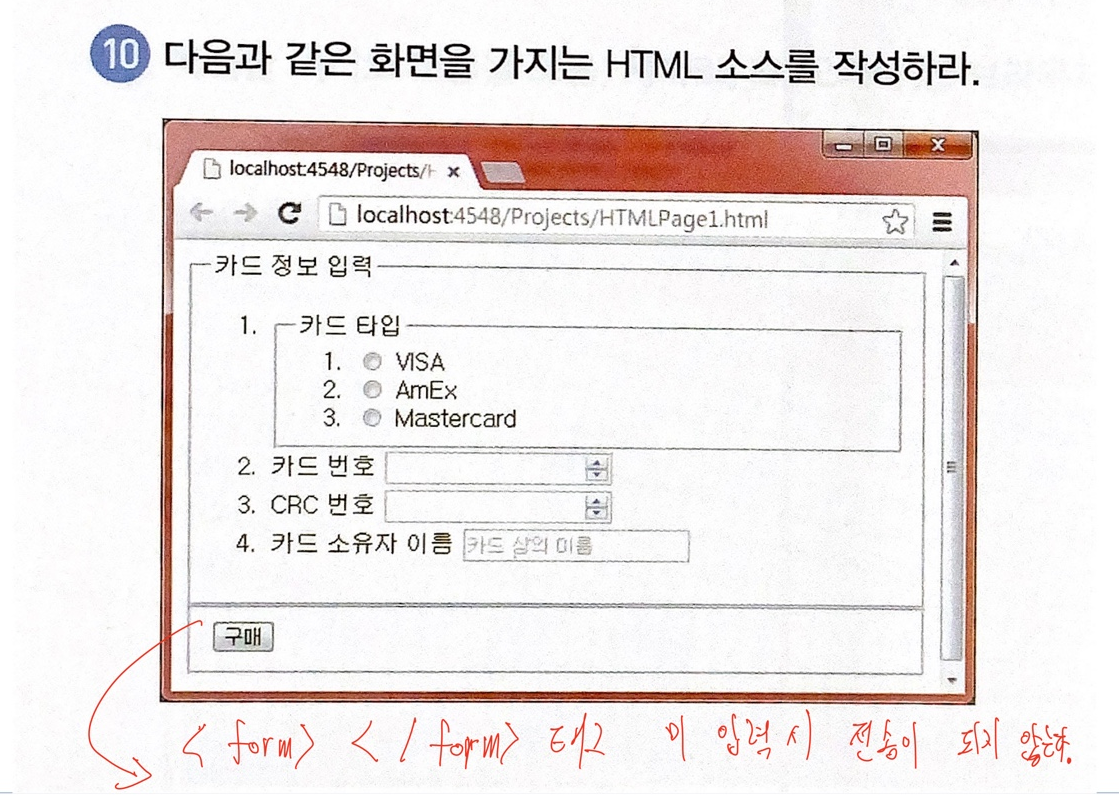 10 다음과 같은 화면을 가지는 HTML 소스를 작성하라.
localhost:4548/Projects/H
localhost:4548/Projects/HTMLPage1.html
카드 정보 입력
1. 카드 타입
1. VISA
2. AmEx
3. Mastercard
2. 카드 번호
3. CRC 번호
4. 카드 소유자 이름 카드 상의 이름
구매
<form> </form> 태그 미 입력 시 전송이 되지 않는다.